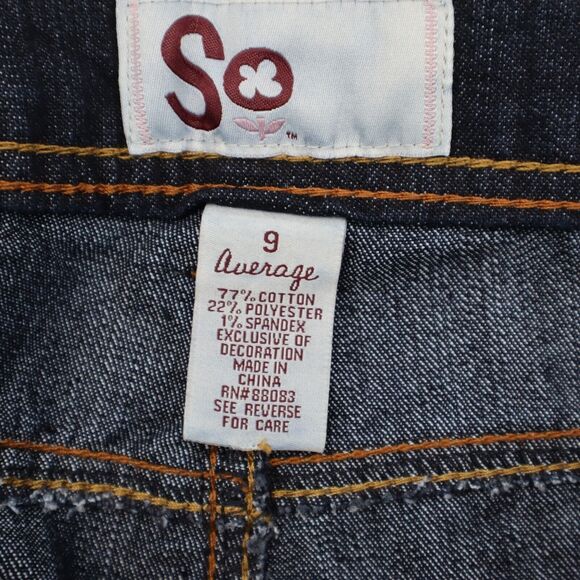 So
™
9
Average
77% COTTON
22% POLYESTER
1% SPANDEX
EXCLUSIVE OF
DECORATION
MADE IN
CHINA
RN#88083
SEE REVERSE
FOR CARE